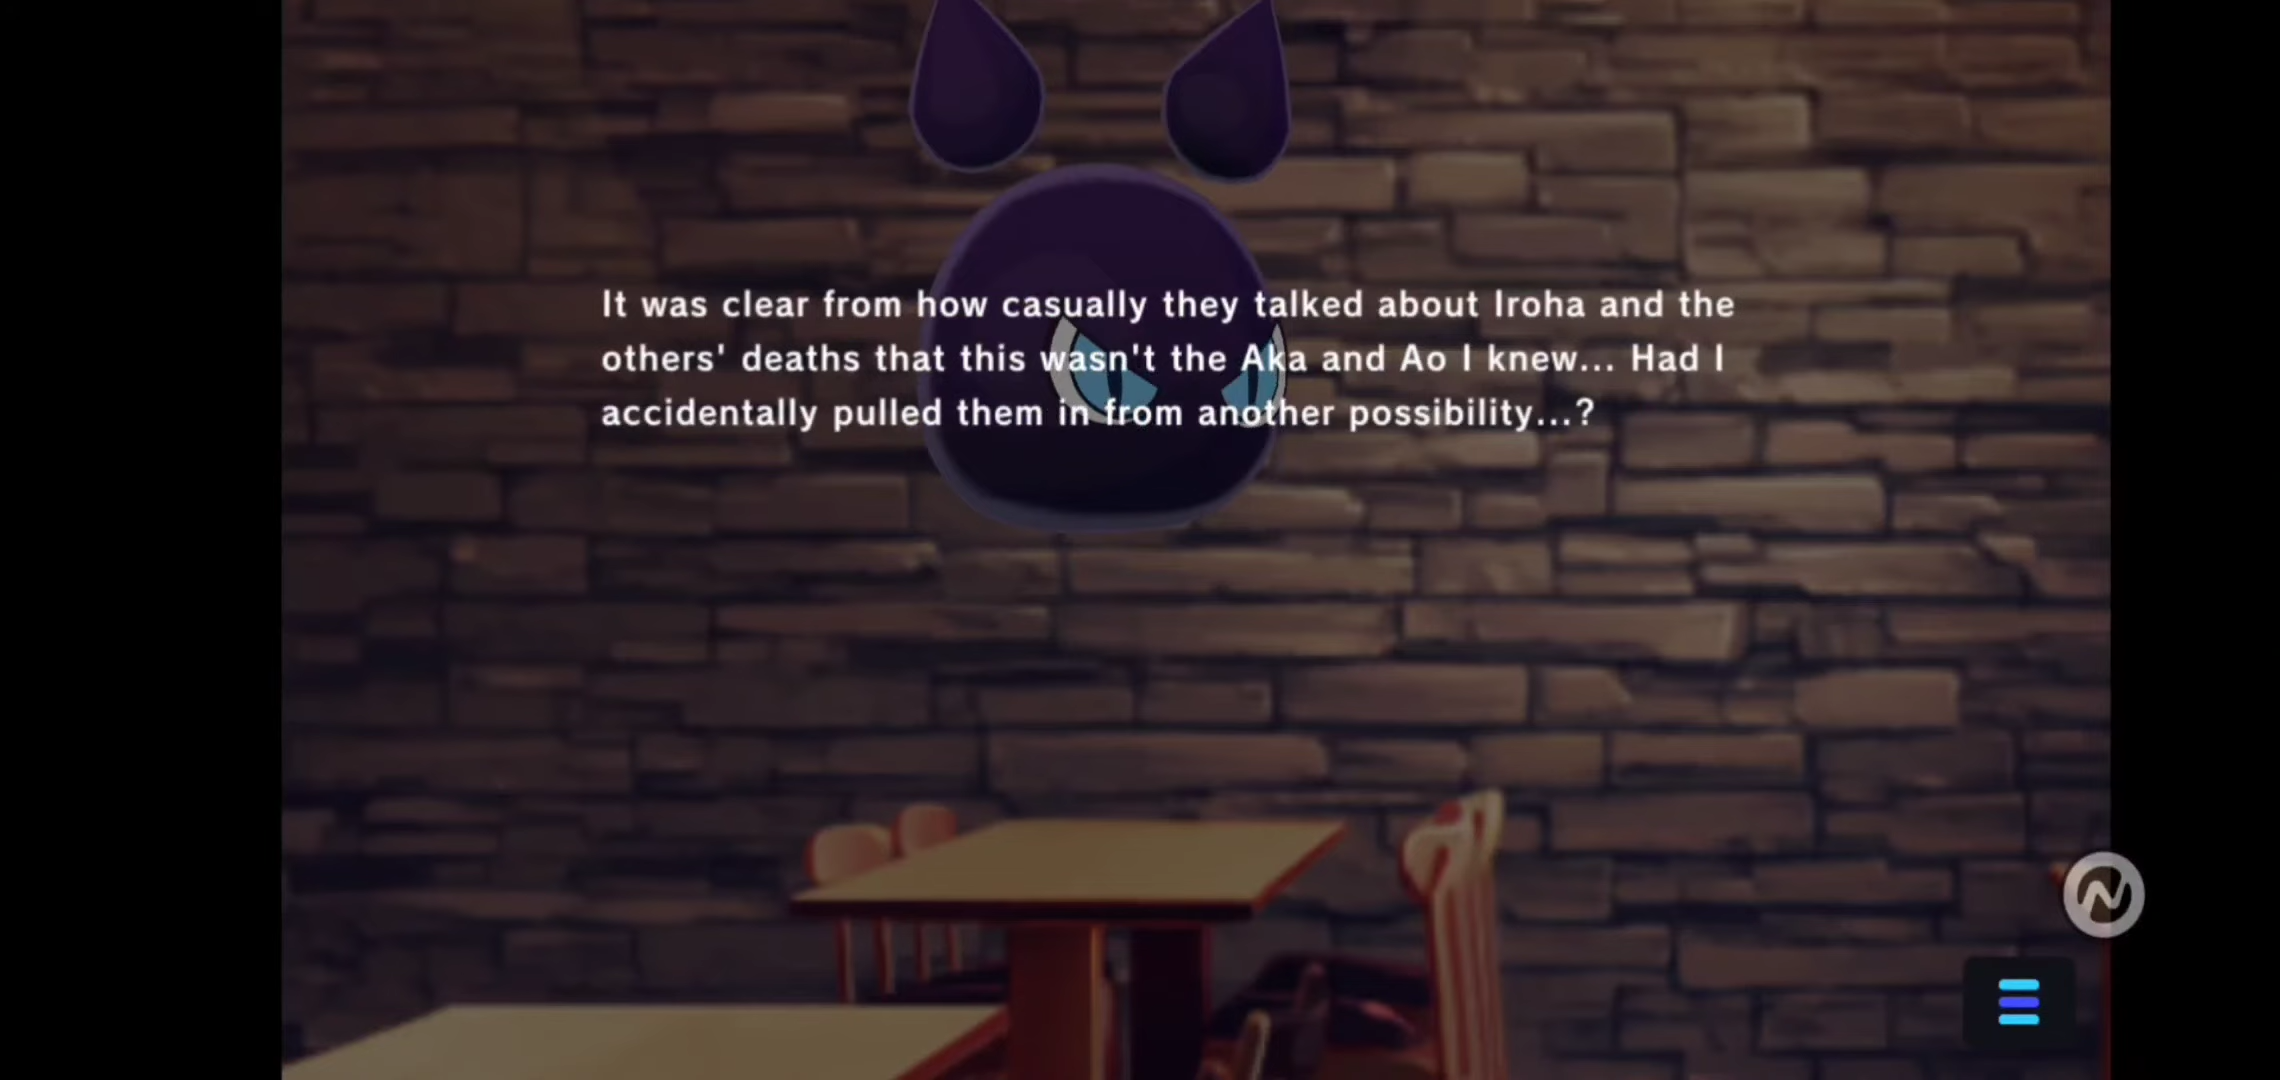 It was clear from how casually they talked about Iroha and the
others' deaths that this wasn't the Aka and Ao I knew... Had I
accidentally pulled them in from another possibility...?